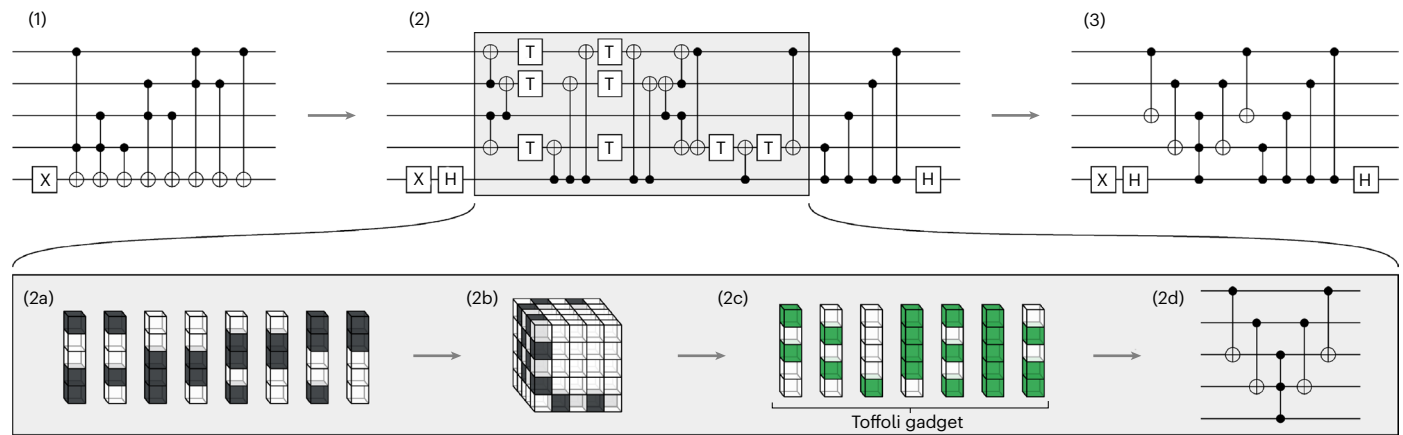 (1)
(2)
(3)
T T
T T
T T T T
X
X H H
X H H
(2a)
(2b)
(2c)
(2d)
Toffoli gadget